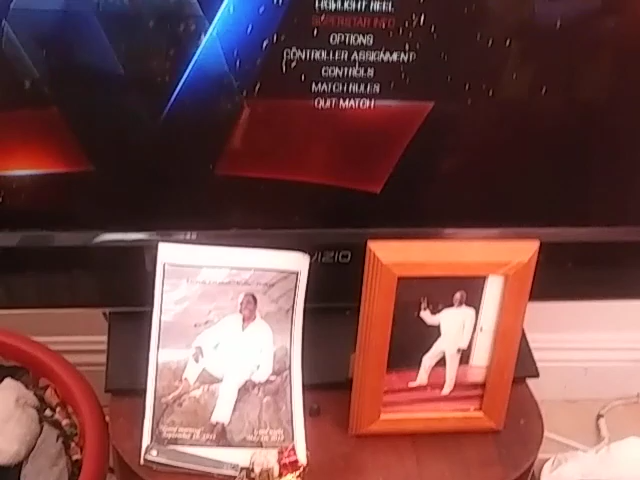 HIGHLIGHT REEL
SUPERSTAR INFO
OPTIONS
CONTROLLER ASSIGNMENT
CONTROLS
MATCH RULES
QUIT MATCH
VIZIO